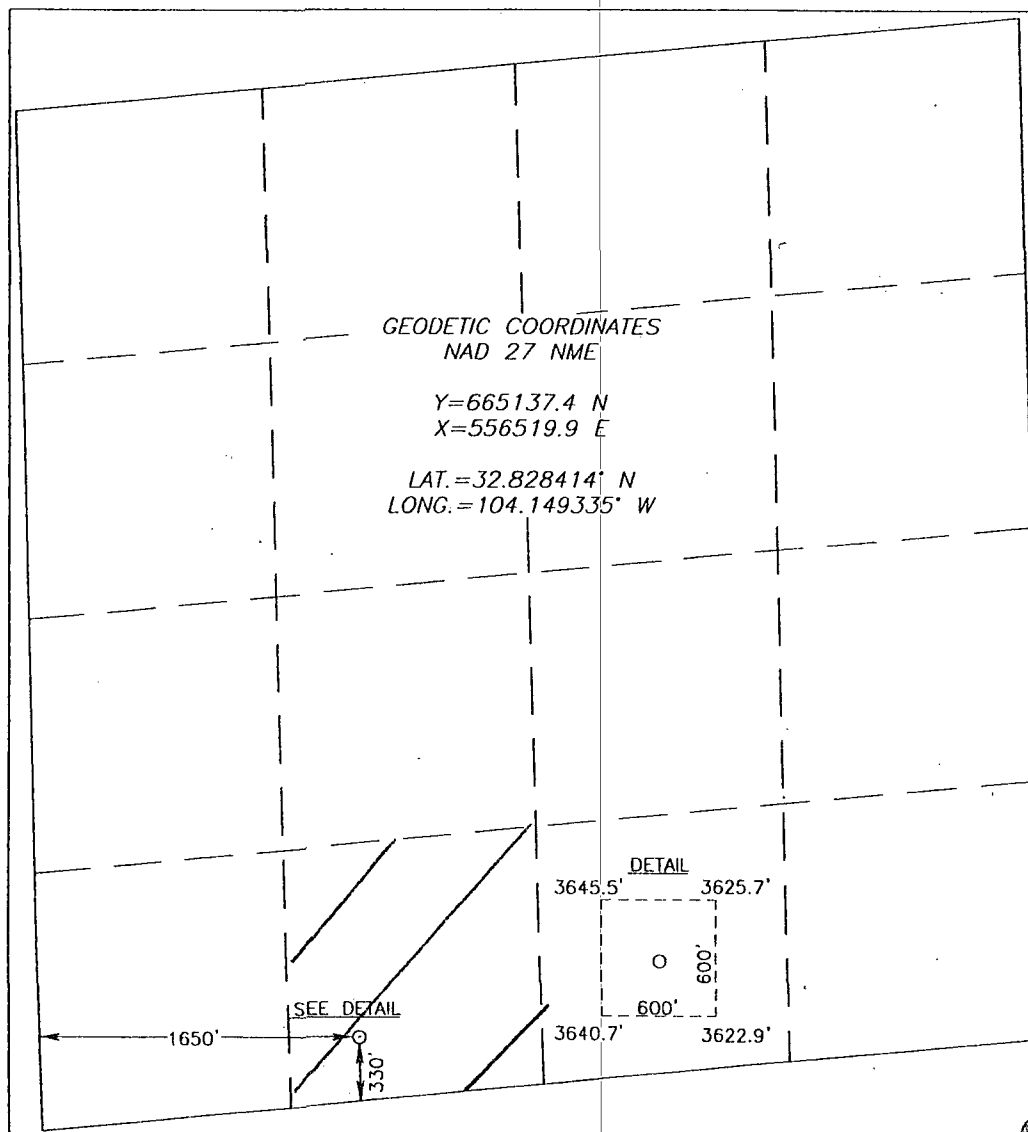 GEODETIC COORDINATES
NAD 27 NME
Y=665137.4 N
X=556519.9 E
LAT.=32.828414° N
LONG.=104.149335° W
DETAIL
3645.5'
3625.7'
600'
600'
3640.7'
3622.9'
SEE DETAIL
1650'
330'